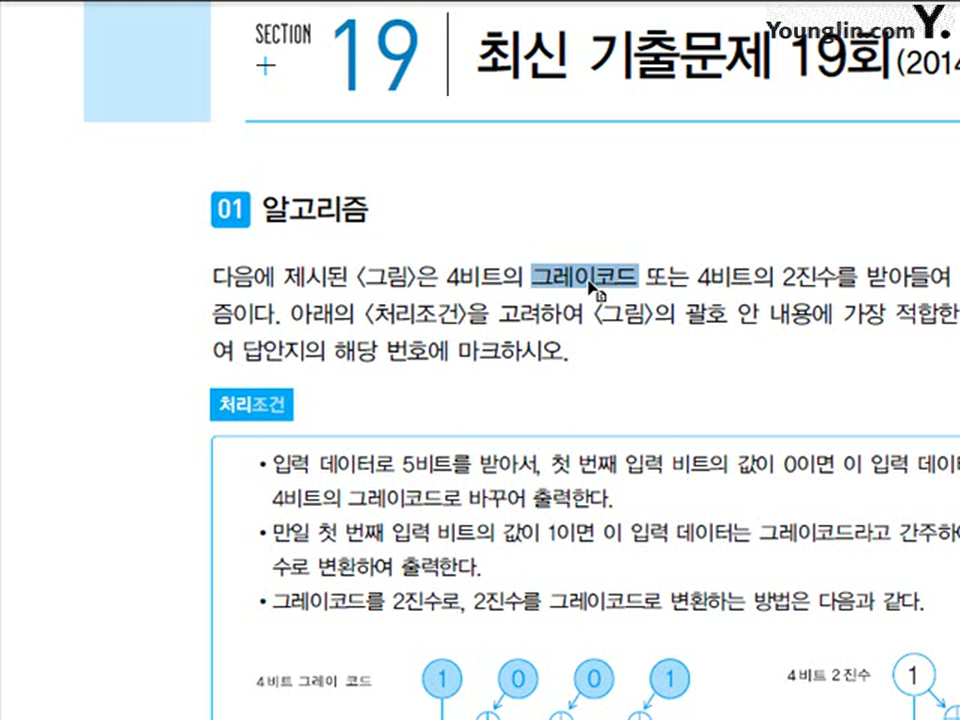 Younglin.com Y.
SECTION
19
최신 기출문제 19회(2014
01 알고리즘
다음에 제시된 〈그림〉은 4비트의 그레이코드 또는 4비트의 2진수를 받아들여
즘이다. 아래의 〈처리조건〉을 고려하여 〈그림〉의 괄호 안 내용에 가장 적합한
여 답안지의 해당 번호에 마크하시오.
처리조건
• 입력 데이터로 5비트를 받아서, 첫 번째 입력 비트의 값이 0이면 이 입력 데이
4비트의 그레이코드로 바꾸어 출력한다.
• 만일 첫 번째 입력 비트의 값이 1이면 이 입력 데이터는 그레이코드라고 간주하
수로 변환하여 출력한다.
• 그레이코드를 2진수로, 2진수를 그레이코드로 변환하는 방법은 다음과 같다.
4비트 그레이 코드 1 0 0 1 4비트 2진수 1